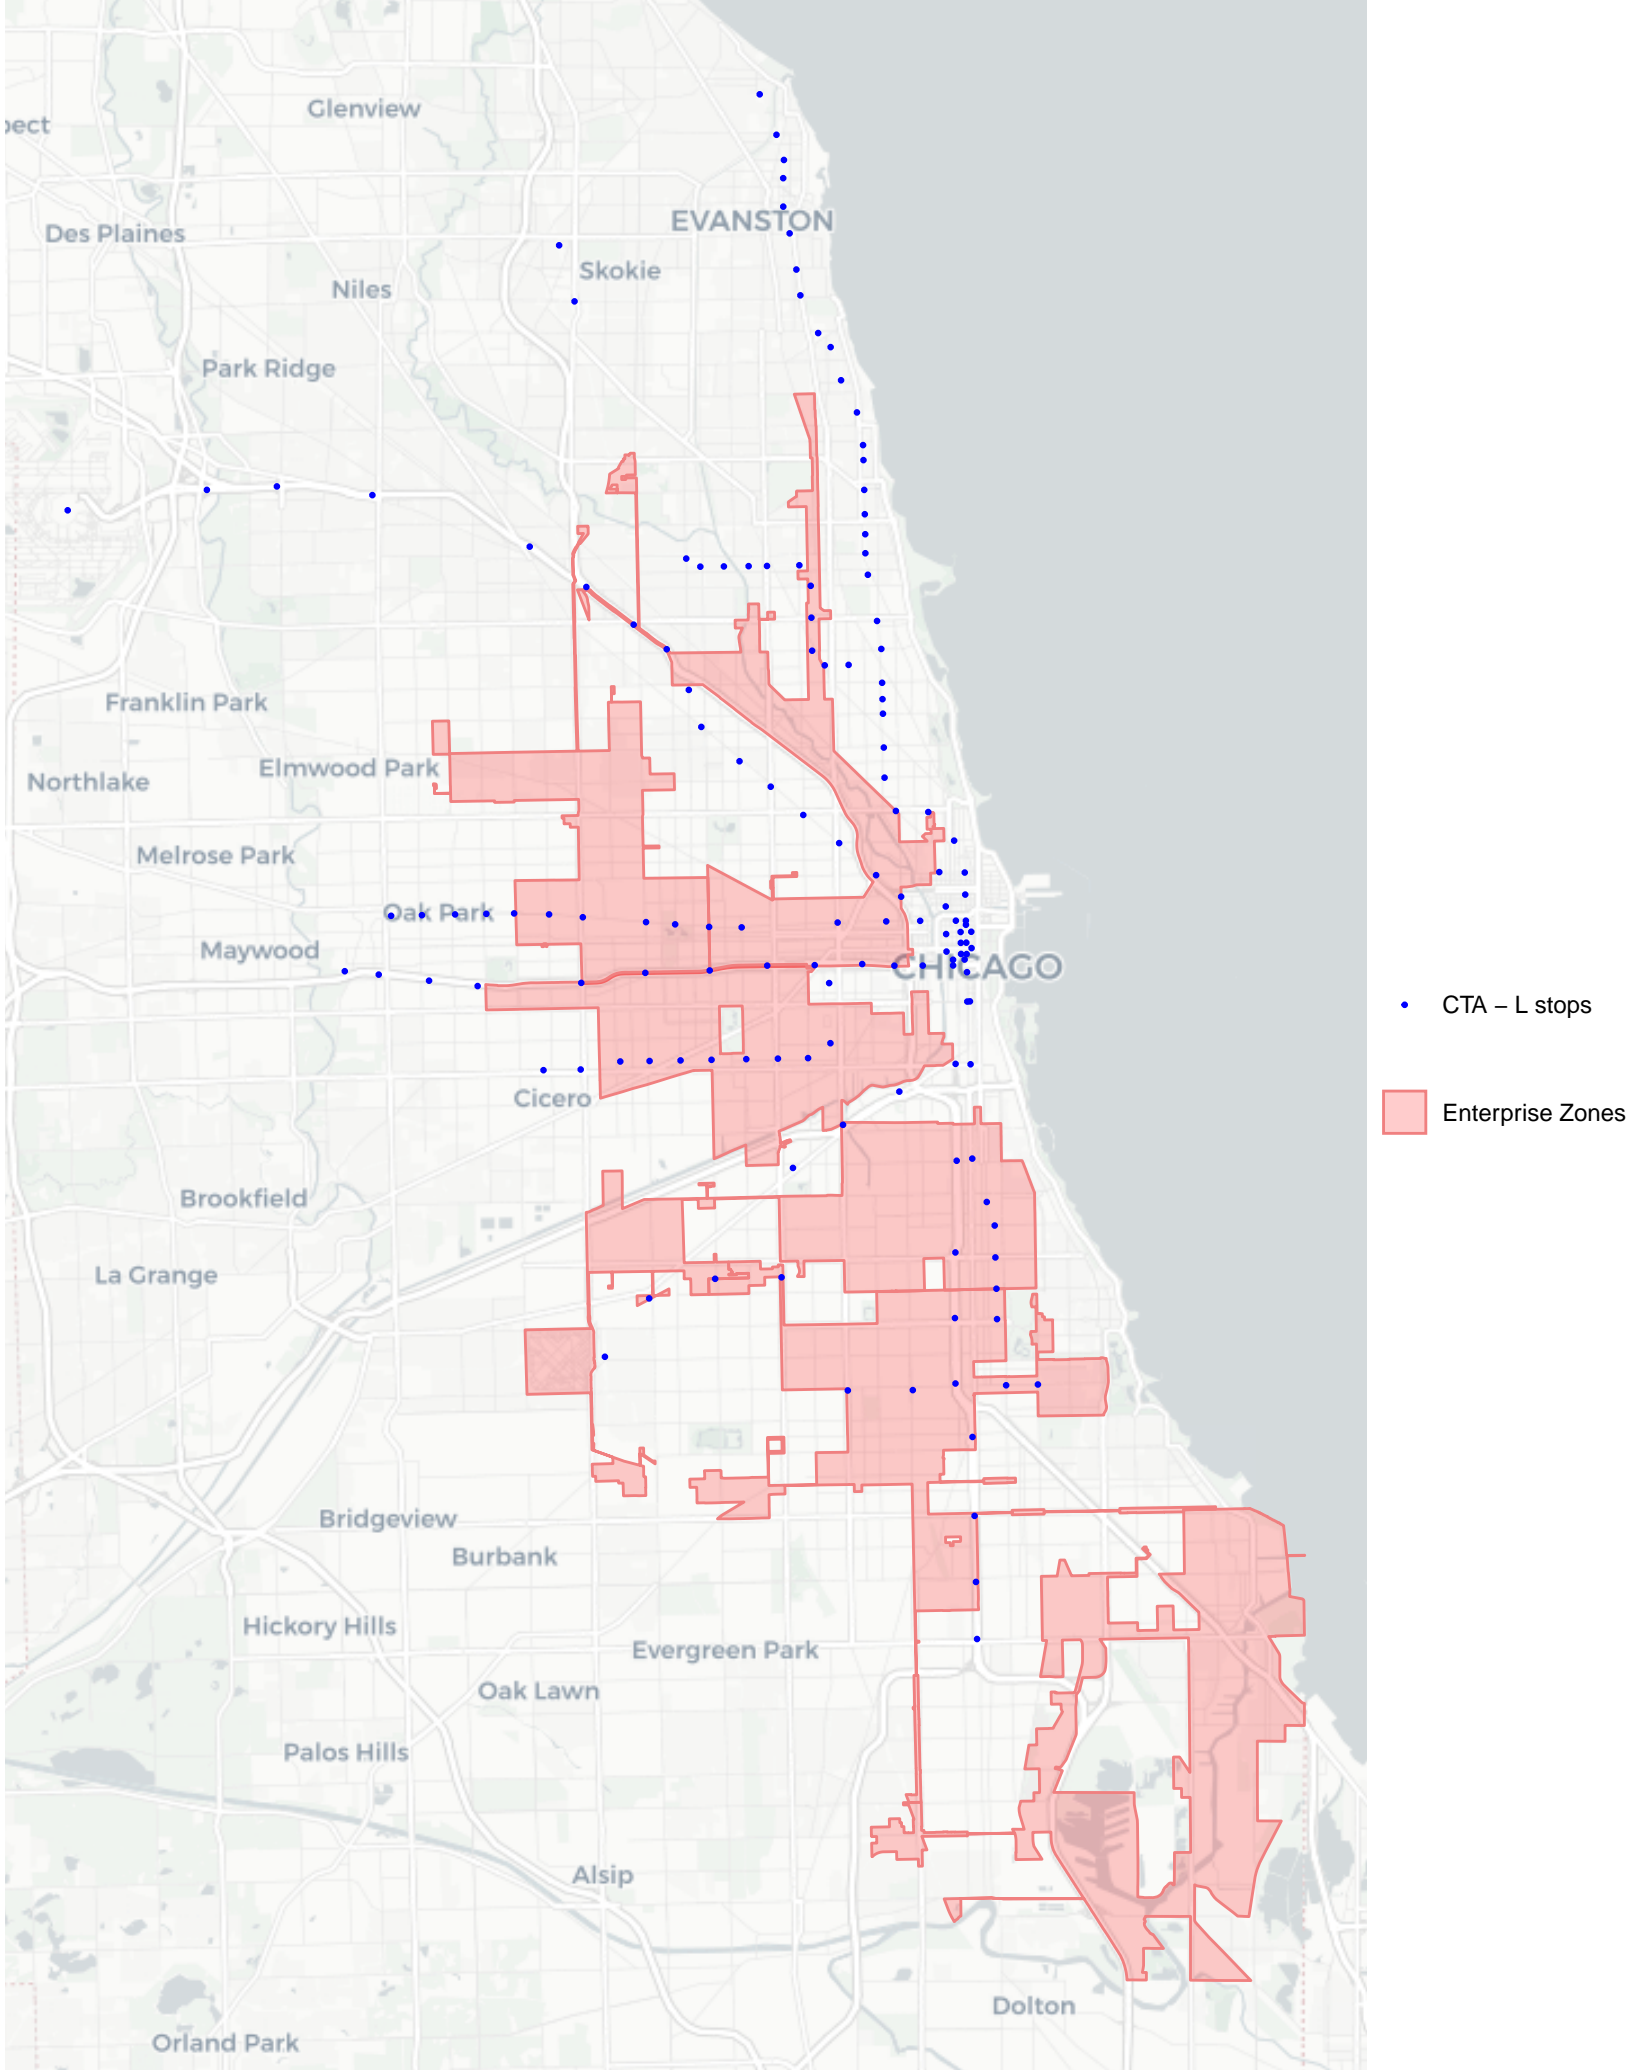 Glenview
pect
EVANSTON
Des Plaines
Skokie
Niles
Park Ridge
Franklin Park
Elmwood Park
Northlake
Melrose Park
Oak Park
Maywood
CHICAGO
CTA – L stops
Cicero
Enterprise Zones
Brookfield
La Grange
Bridgeview
Burbank
Hickory Hills
Evergreen Park
Oak Lawn
Palos Hills
Alsip
Dolton
Orland Park